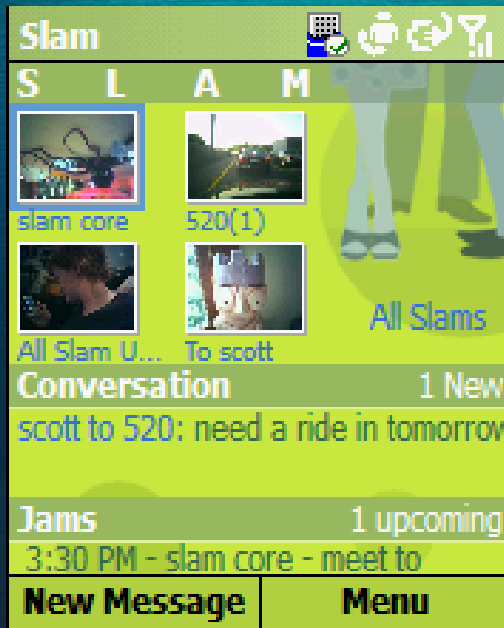 Slam
S L A M
slam core 520(1)
All Slam U... To scott
All Slams
Conversation 1 New
scott to 520: need a ride in tomorrow
Jams 1 upcoming
3:30 PM - slam core - meet to
New Message Menu